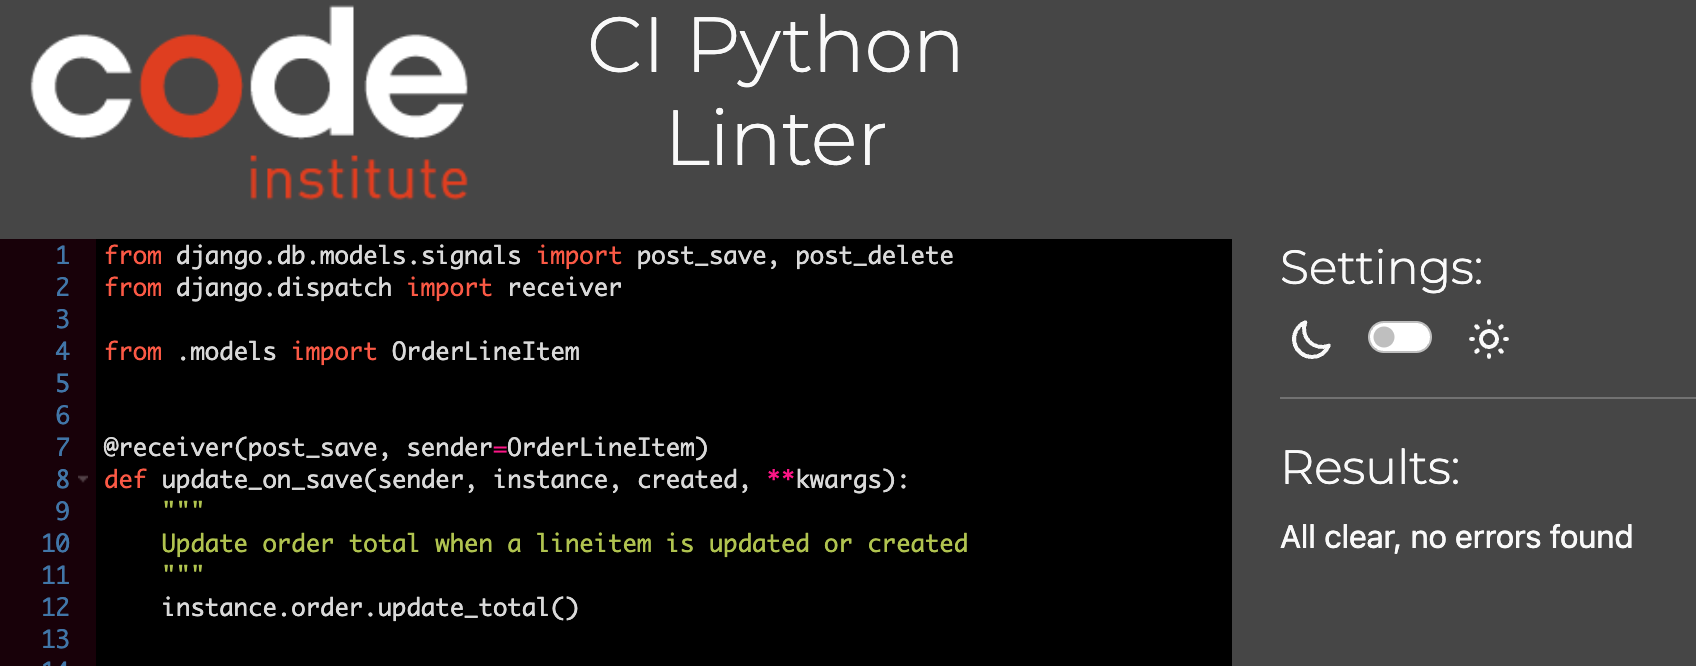 code
institute
CI Python
Linter
1 from django.db.models.signals import post_save, post_delete
2 from django.dispatch import receiver
3
4 from .models import OrderLineItem
5
6
7 @receiver(post_save, sender=OrderLineItem)
8 def update_on_save(sender, instance, created, **kwargs):
9     """
10     Update order total when a lineitem is updated or created
11     """
12     instance.order.update_total()
13
Settings:
Results:
All clear, no errors found